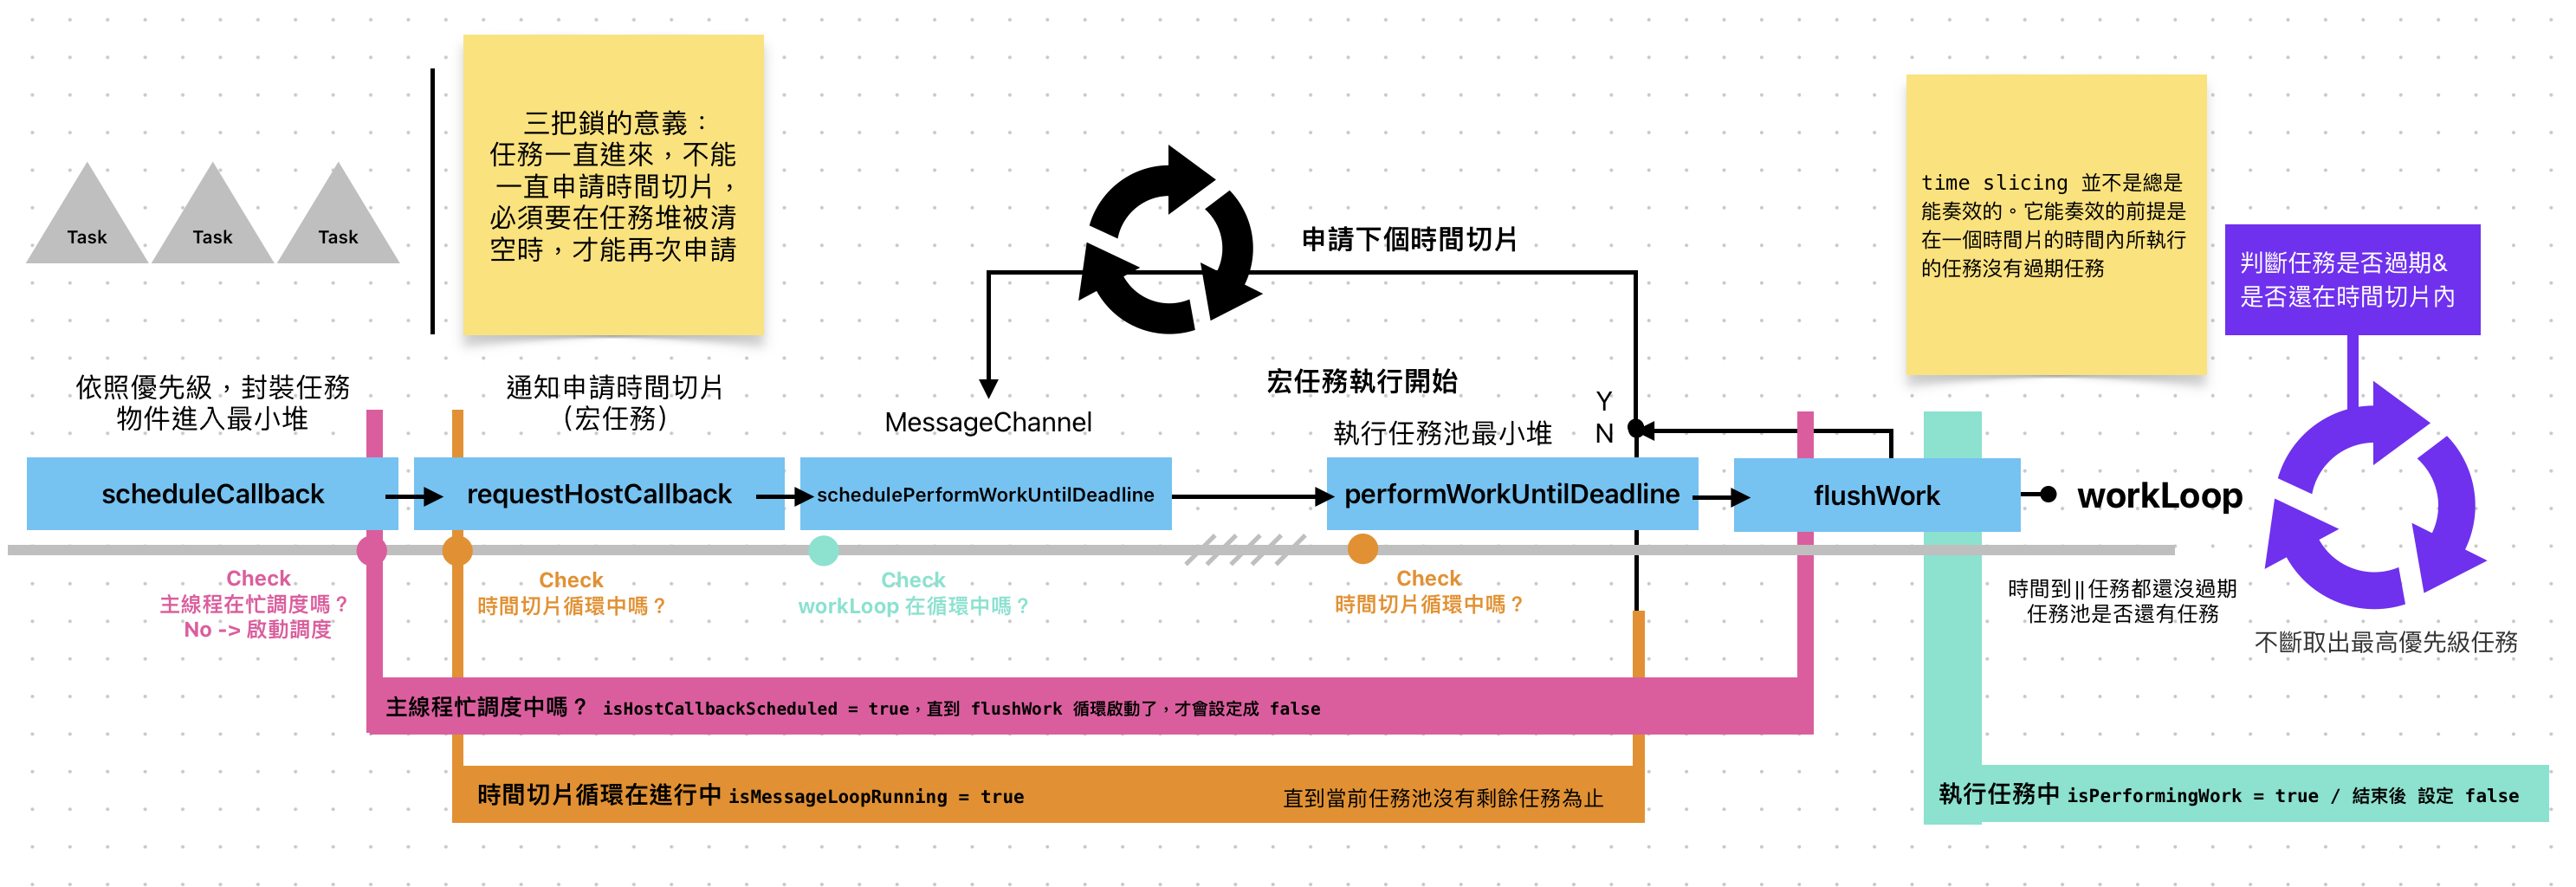 Task
Task
Task
三把鎖的意義：
任務一直進來，不能
一直申請時間切片，
必須要在任務堆被清
空時，才能再次申請
申請下個時間切片
time slicing 並不是總是
能奏效的。它能奏效的前提是
在一個時間片的時間內所執行
的任務沒有過期任務
判斷任務是否過期&
是否還在時間切片內
依照優先級，封裝任務
物件進入最小堆
通知申請時間切片
（宏任務）
MessageChannel
宏任務執行開始
執行任務池最小堆
Y
N
scheduleCallback
requestHostCallback
schedulePerformWorkUntilDeadline
performWorkUntilDeadline
flushWork
workLoop
Check
主線程在忙調度嗎？
No -> 啟動調度
Check
時間切片循環中嗎？
Check
workLoop 在循環中嗎？
Check
時間切片循環中嗎？
時間到||任務都還沒過期
任務池是否還有任務
不斷取出最高優先級任務
主線程忙調度中嗎？ isHostCallbackScheduled = true，直到 flushWork 循環啟動了，才會設定成 false
時間切片循環在進行中 isMessageLoopRunning = true
直到當前任務池沒有剩餘任務為止
執行任務中 isPerformingWork = true / 結束後 設定 false